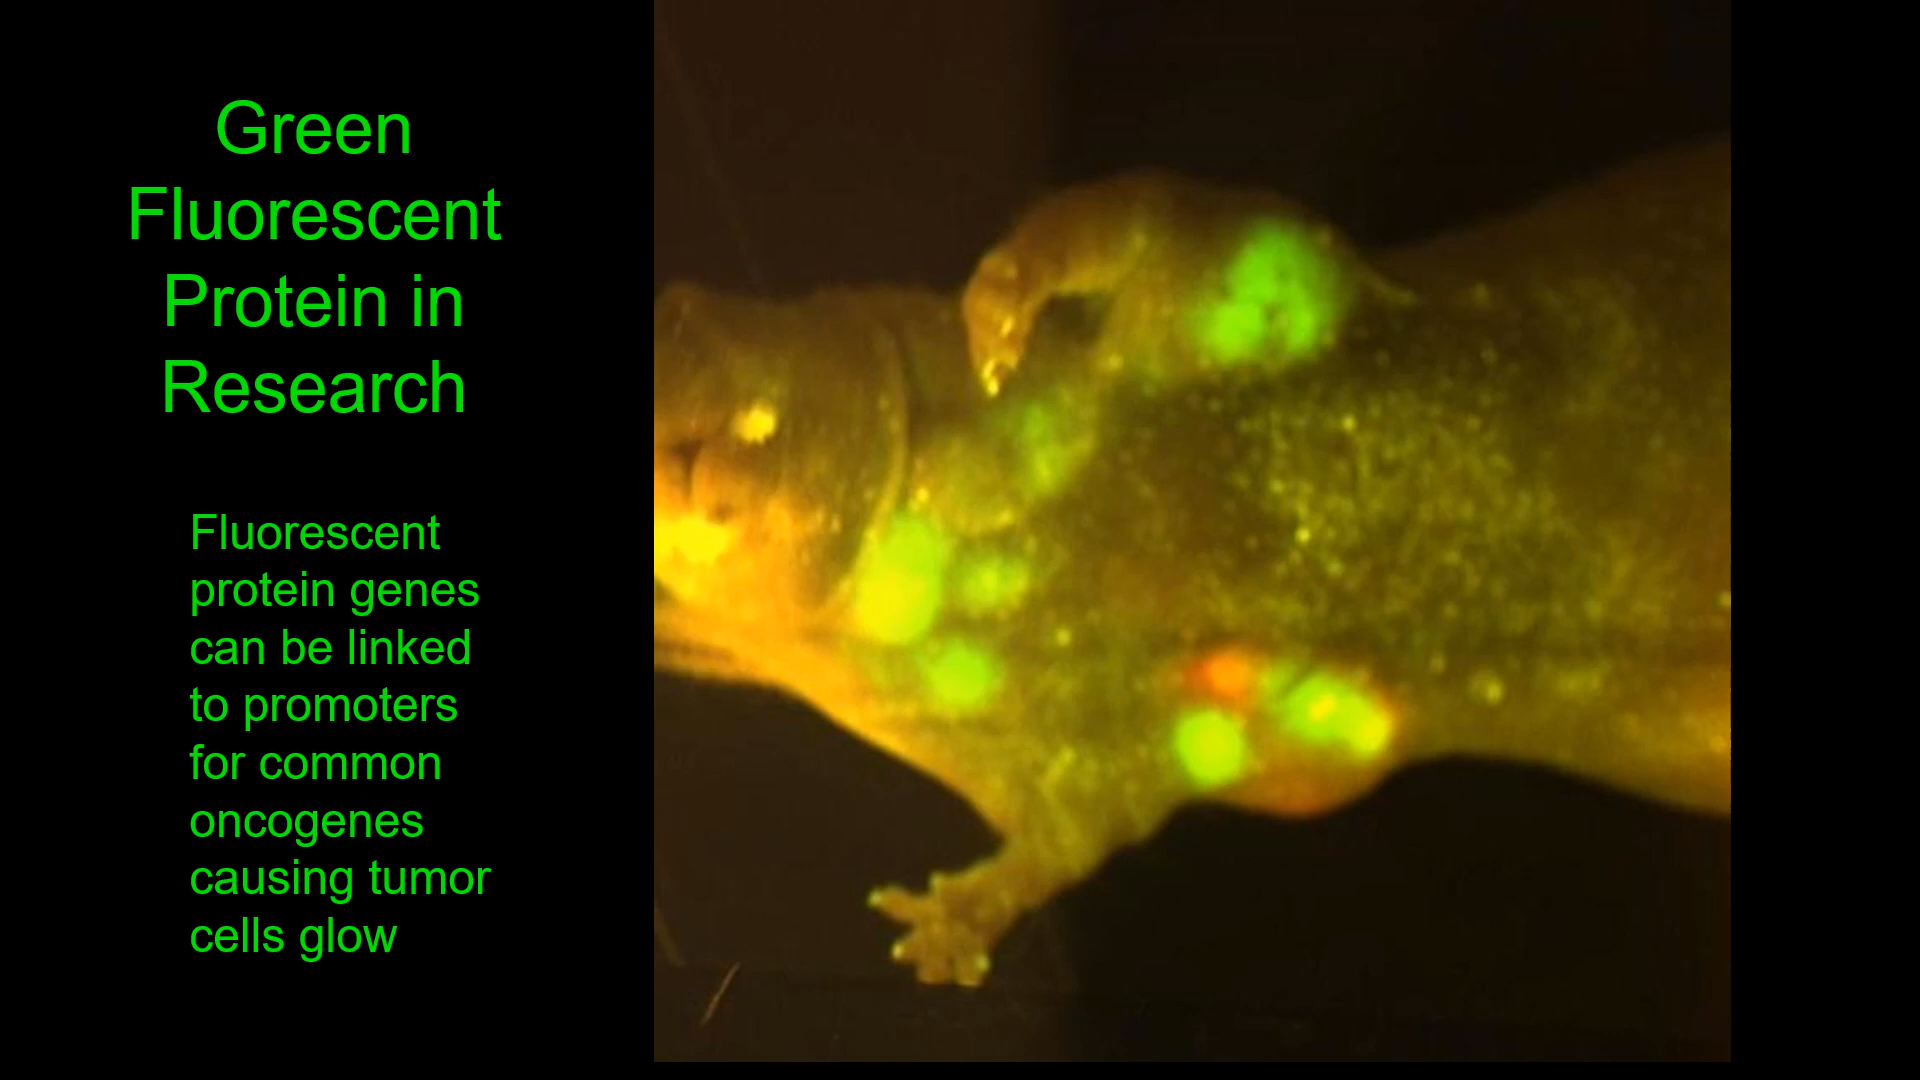 Green
Fluorescent
Protein in
Research
Fluorescent
protein genes
can be linked
to promoters
for common
oncogenes
causing tumor
cells glow